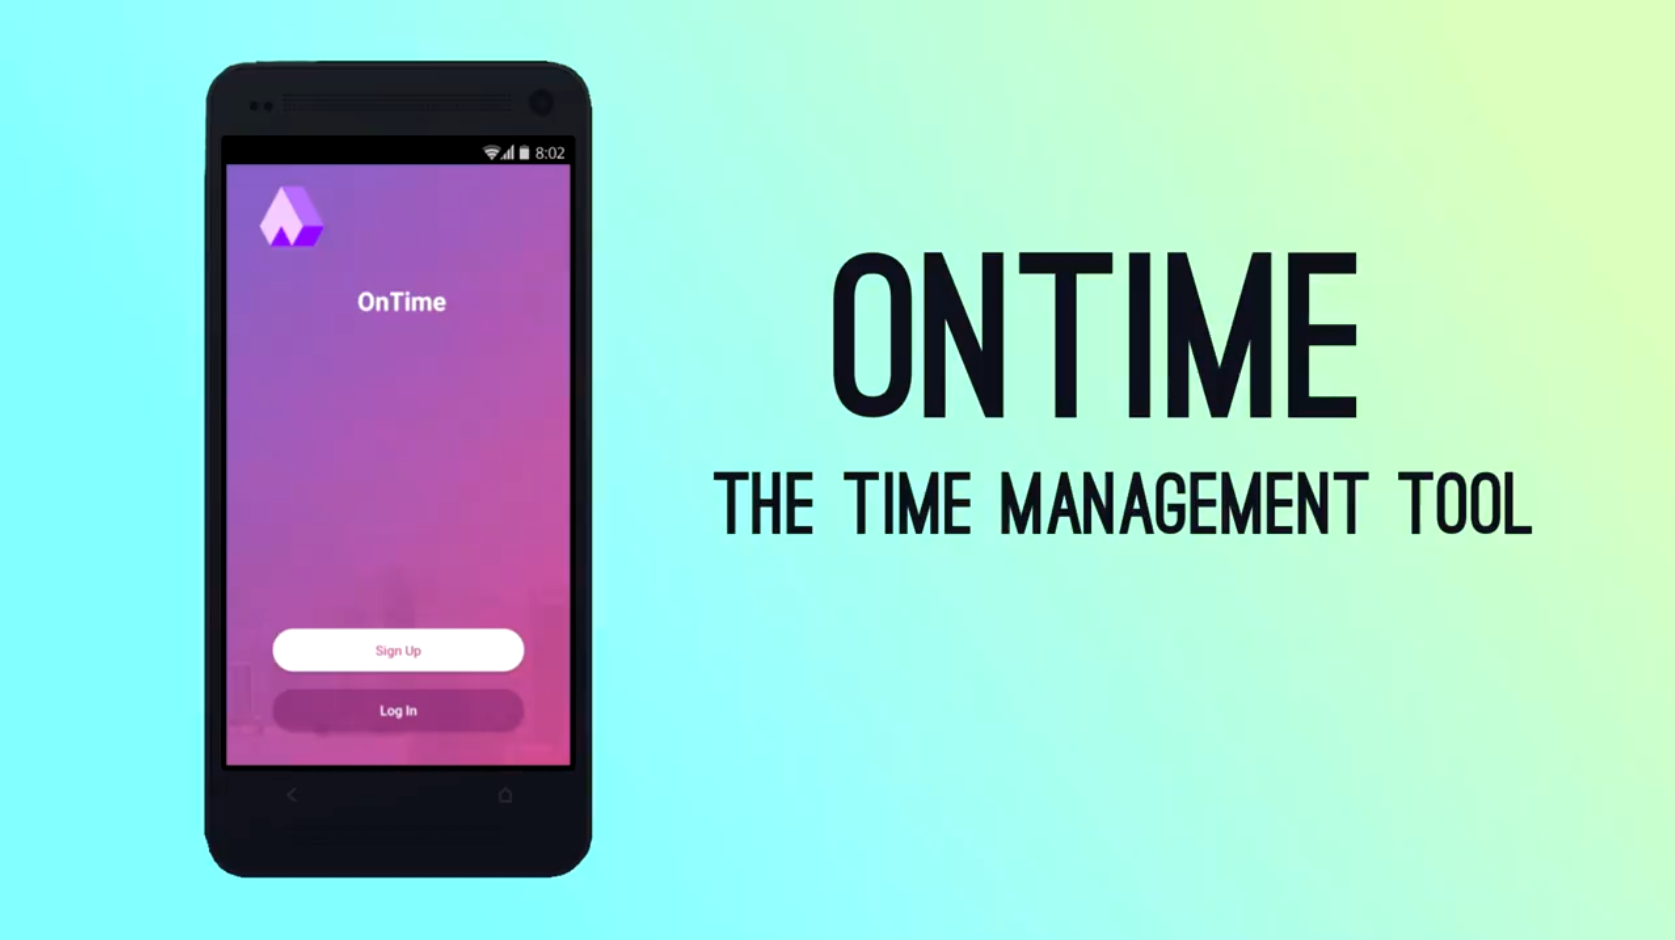 8:02
OnTime
Sign Up
Log In
ONTIME
THE TIME MANAGEMENT TOOL